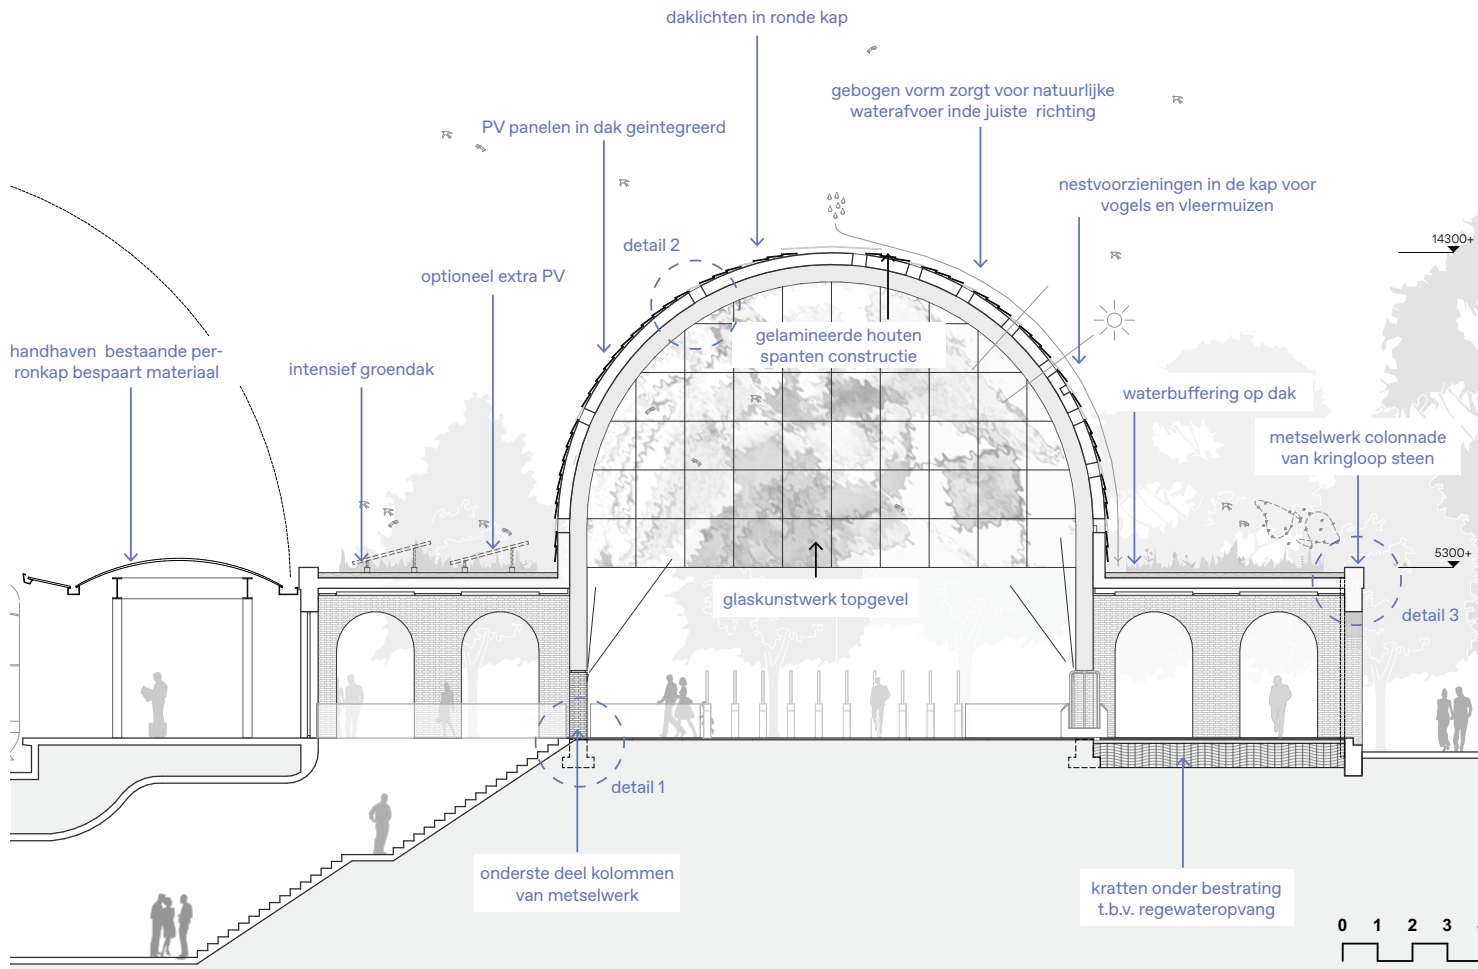 daklichten in ronde kap
gebogen vorm zorgt voor natuurlijke
waterafvoer inde juiste richting
PV panelen in dak geintegreerd
nestvoorzieningen in de kap voor
vogels en vleermuizen
detail 2
14300+
optioneel extra PV
gelamineerde houten
spanten constructie
handhaven bestaande per-
ronkap bespaart materiaal
intensief groendak
waterbuffering op dak
metselwerk colonnade
van kringloop steen
5300+
glaskunstwerk topgevel
detail 3
detail 1
onderste deel kolommen
van metselwerk
kratten onder bestrating
t.b.v. regewateropvang
0 1 2 3